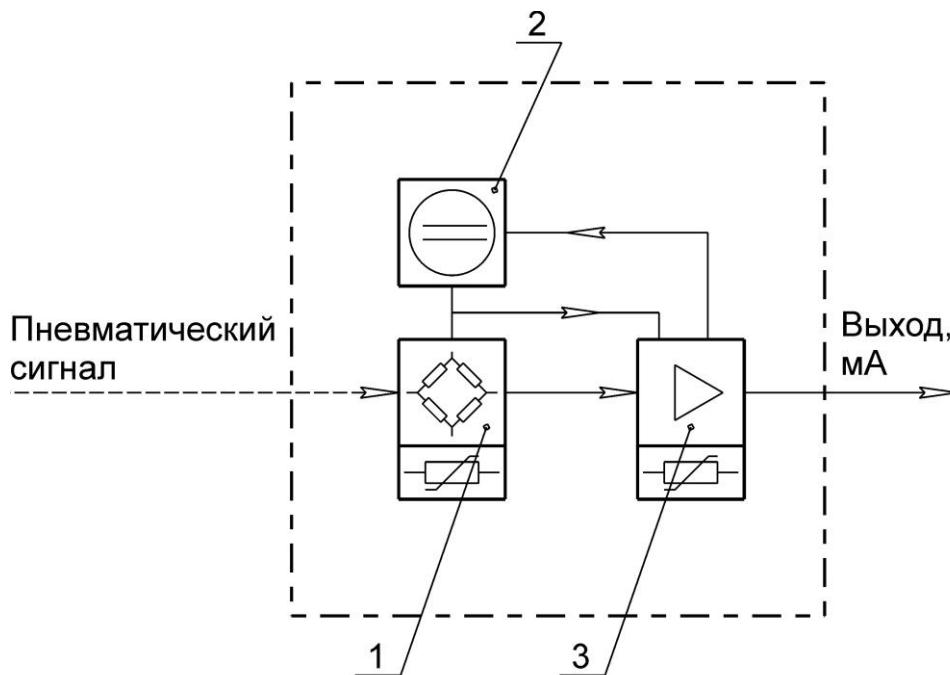 2
Пневматический
сигнал
Выход,
мА
1
3